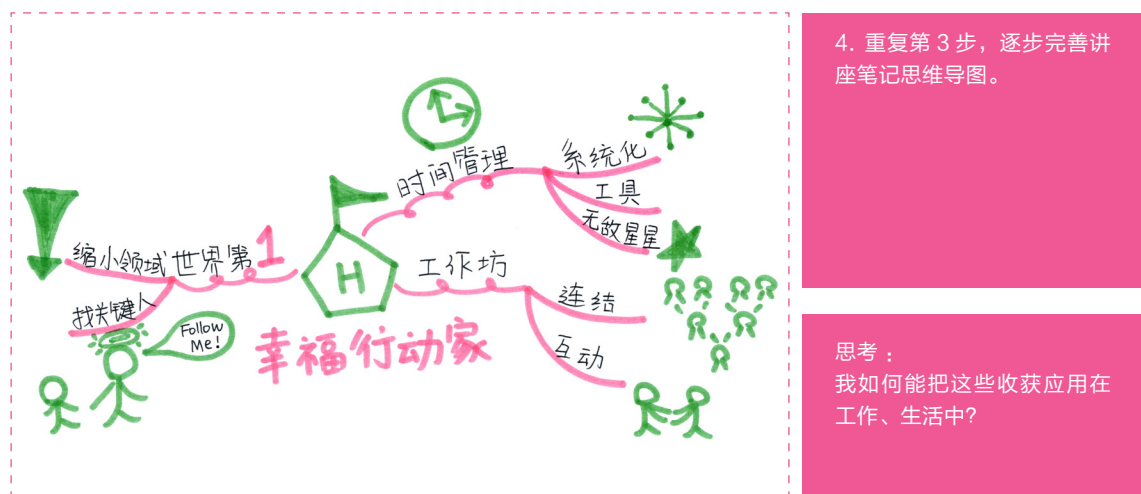 时间管理
系统化
工具
无敌星星
缩小领域
世界第1
找关键人
Follow
Me!
H
工作坊
连结
互动
幸福行动家
4. 重复第 3 步，逐步完善讲
座笔记思维导图。
思考：
我如何能把这些收获应用在
工作、生活中？